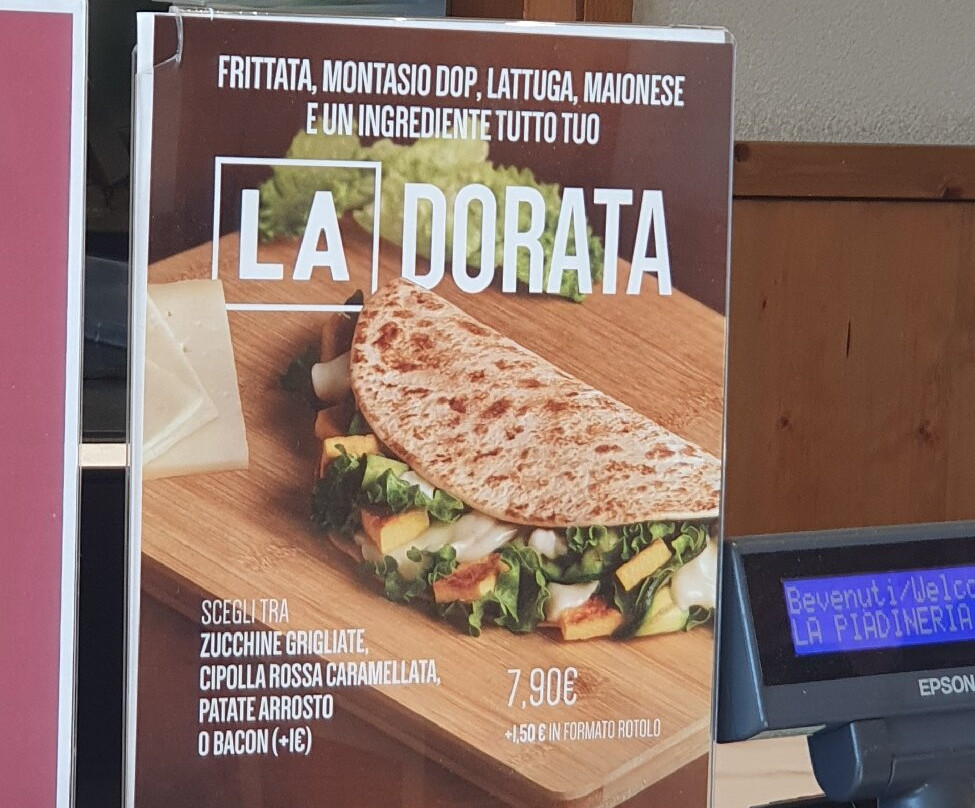 FRITTATA, MONTASIO DOP, LATTUGA, MAIONESE
E UN INGREDIENTE TUTTO TUO
LA DORATA
SCEGLI TRA
ZUCCHINE GRIGLIATE,
CIPOLLA ROSSA CARAMELLATA,
PATATE ARROSTO
O BACON (+1€)
7,90€
+1,50 € IN FORMATO ROTOLO
Bevenuti/Welco
LA PIADINERIA
EPSON